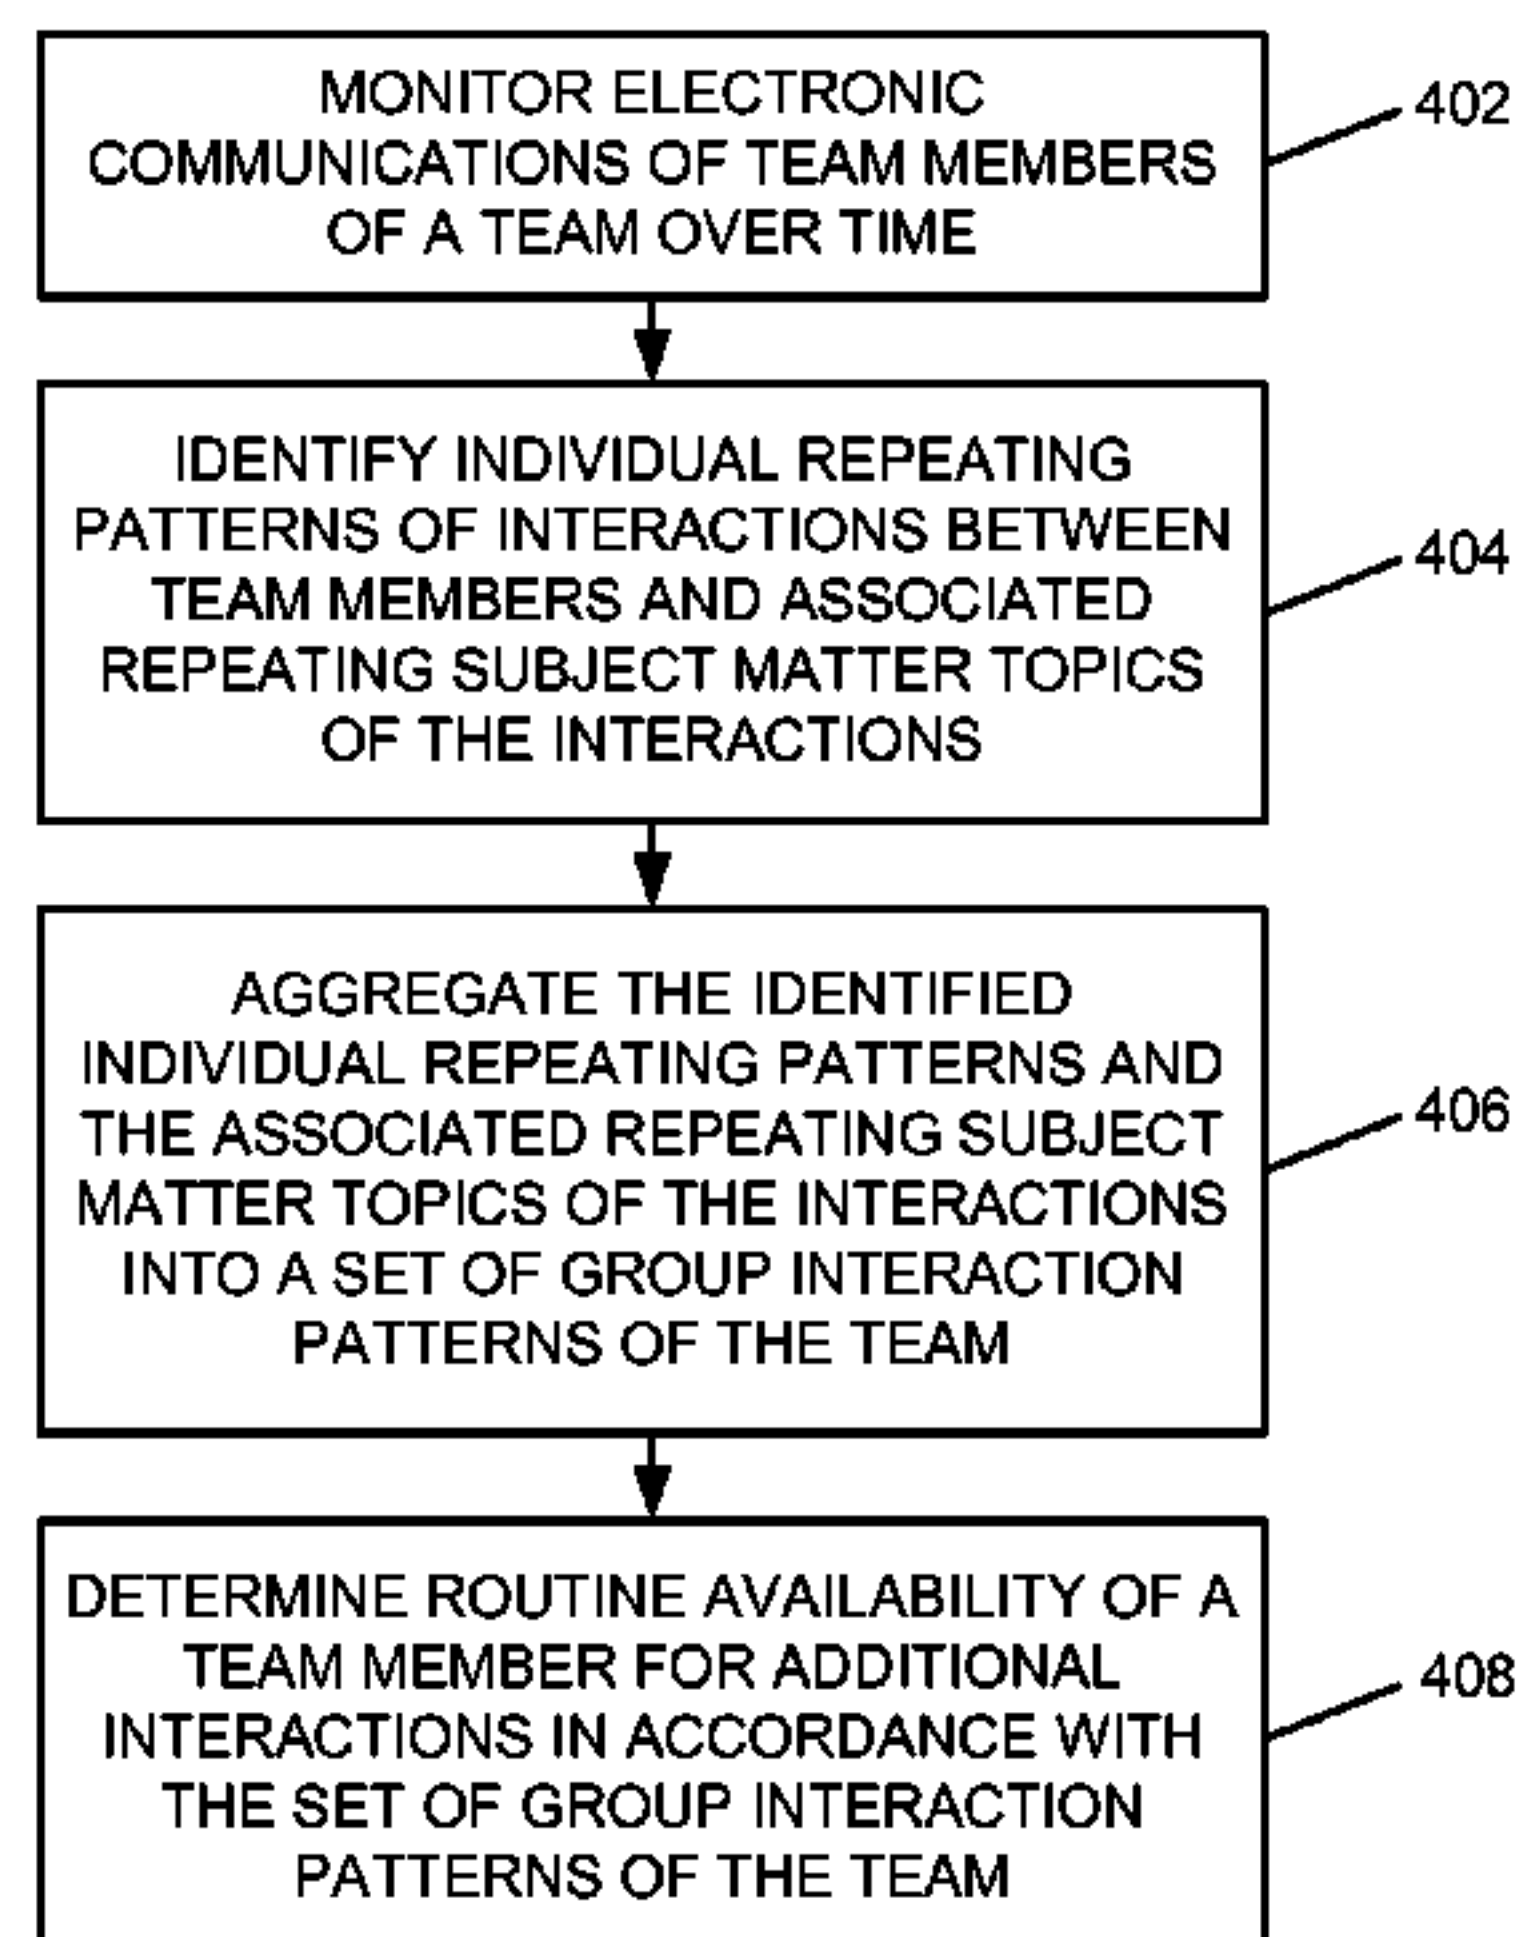 MONITOR ELECTRONIC
COMMUNICATIONS OF TEAM MEMBERS
OF A TEAM OVER TIME
402
IDENTIFY INDIVIDUAL REPEATING
PATTERNS OF INTERACTIONS BETWEEN
TEAM MEMBERS AND ASSOCIATED
REPEATING SUBJECT MATTER TOPICS
OF THE INTERACTIONS
404
AGGREGATE THE IDENTIFIED
INDIVIDUAL REPEATING PATTERNS AND
THE ASSOCIATED REPEATING SUBJECT
MATTER TOPICS OF THE INTERACTIONS
INTO A SET OF GROUP INTERACTION
PATTERNS OF THE TEAM
406
DETERMINE ROUTINE AVAILABILITY OF A
TEAM MEMBER FOR ADDITIONAL
INTERACTIONS IN ACCORDANCE WITH
THE SET OF GROUP INTERACTION
PATTERNS OF THE TEAM
408